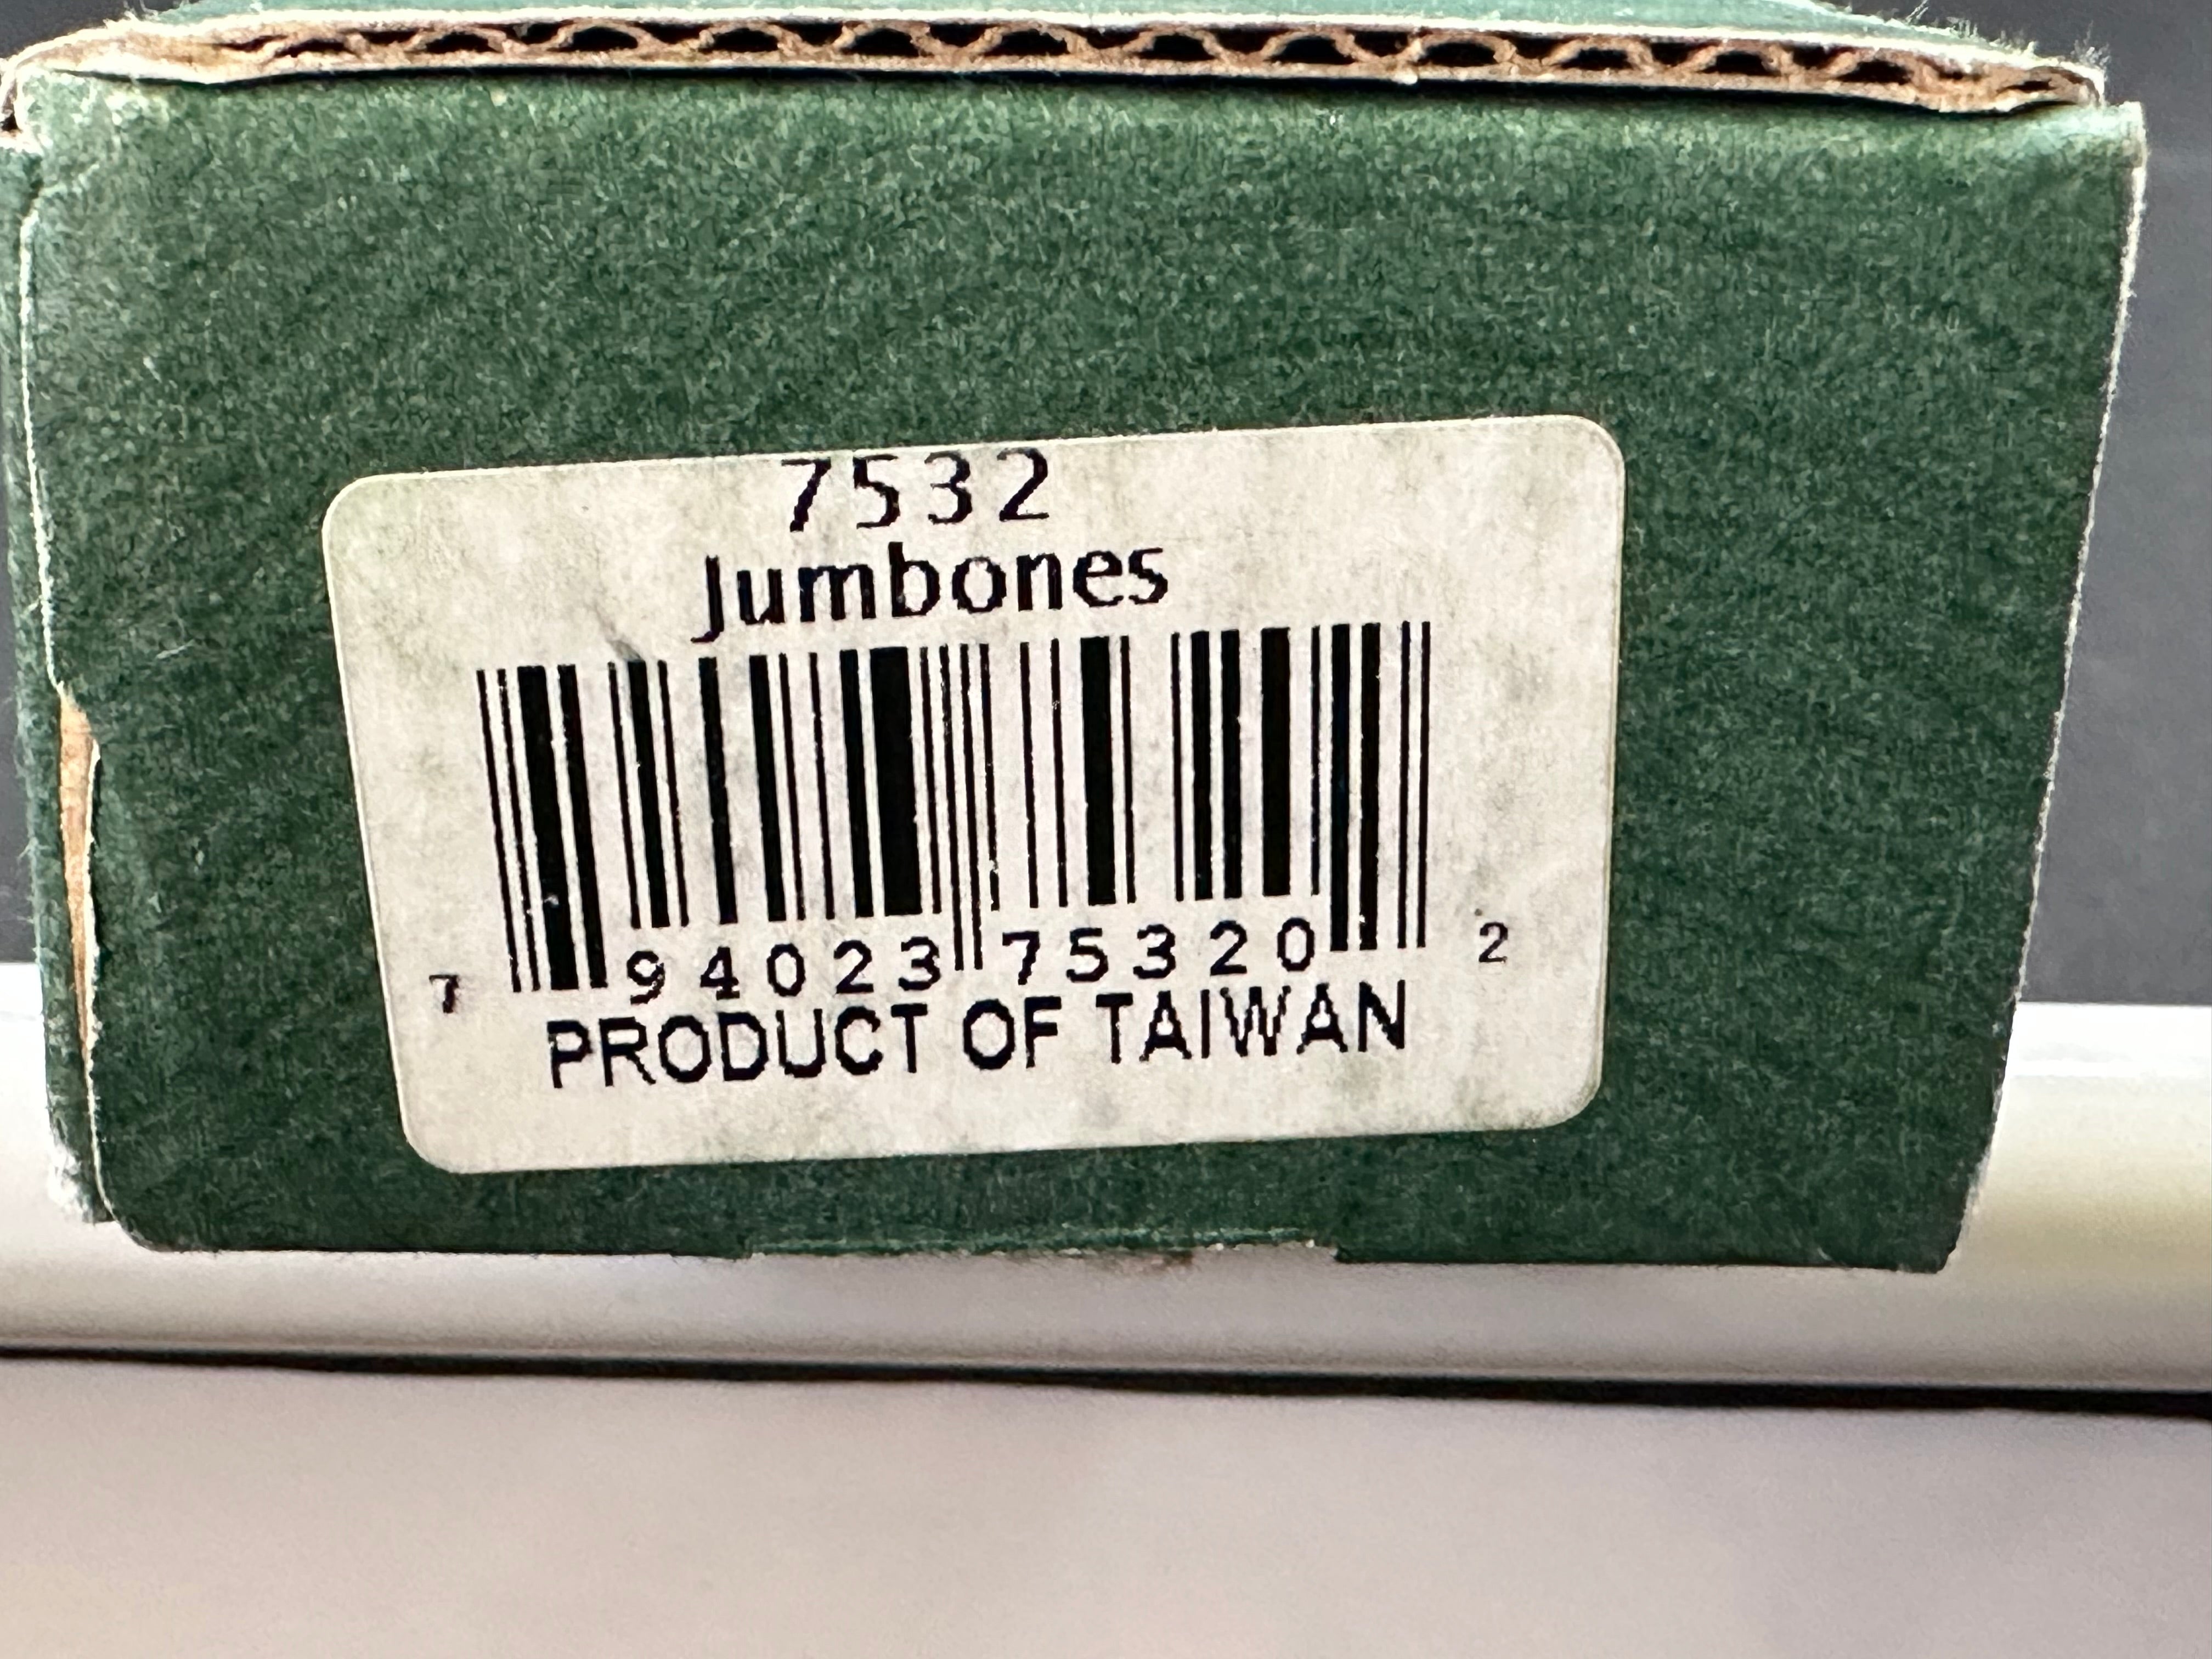 7532
Jumbones
7 94023 75320 2
PRODUCT OF TAIWAN